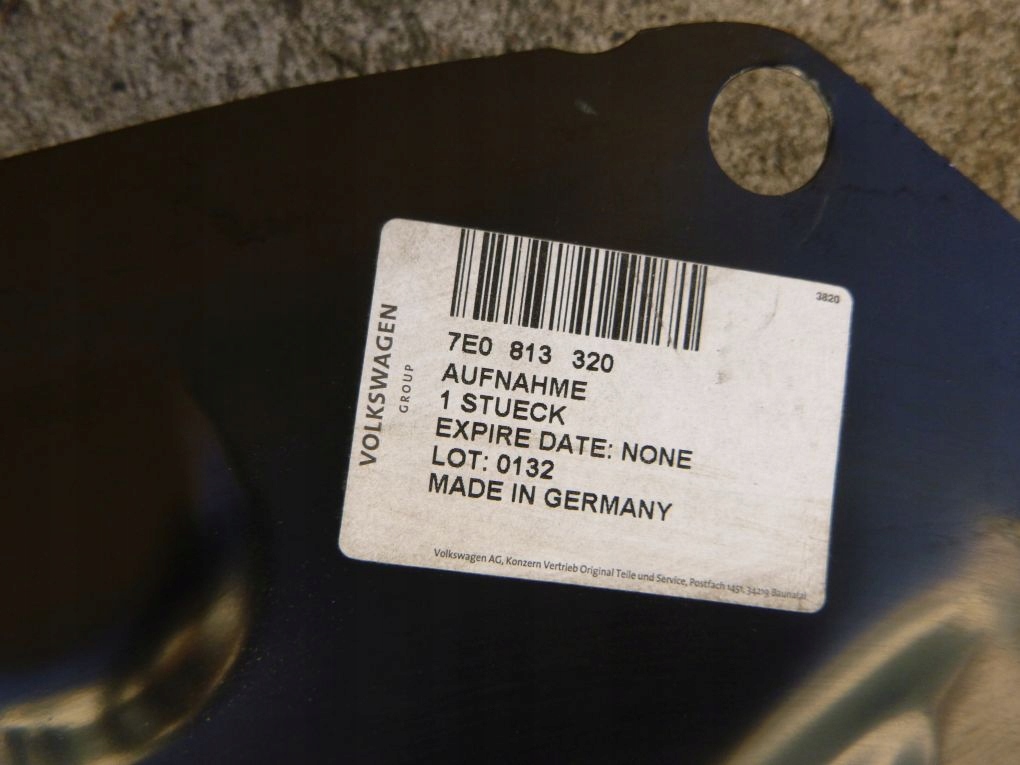 3820
7E0 813 320
AUFNAHME
1 STUECK
EXPIRE DATE: NONE
LOT: 0132
MADE IN GERMANY
VOLKSWAGEN
GROUP
Volkswagen AG, Konzern Vertrieb Original Teile und Service, Postfach 1451, 34219 Baunatal